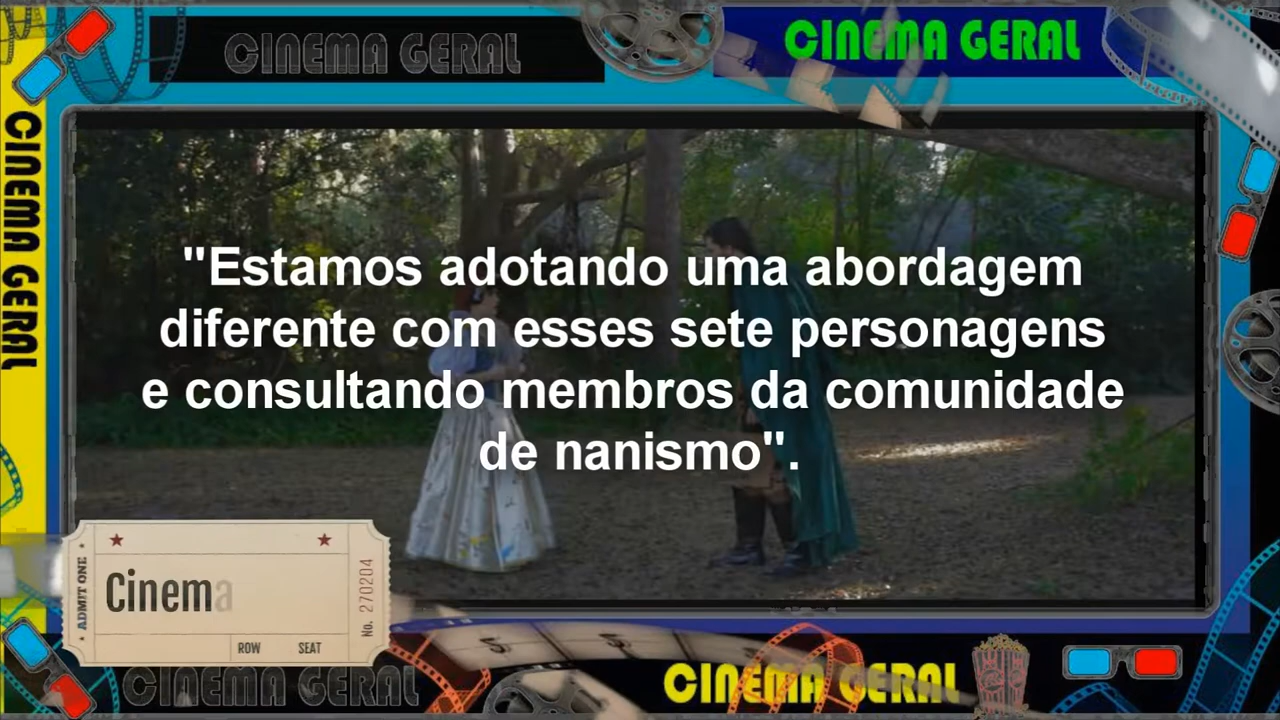 CINEMA GERAL
CINEMA GERAL
CINEMA GERAL
"Estamos adotando uma abordagem
diferente com esses sete personagens
e consultando membros da comunidade
de nanismo".
ADMIT ONE
Cinema
No. 270204
ROW SEAT
CINEMA GERAL
CINEMA GERAL